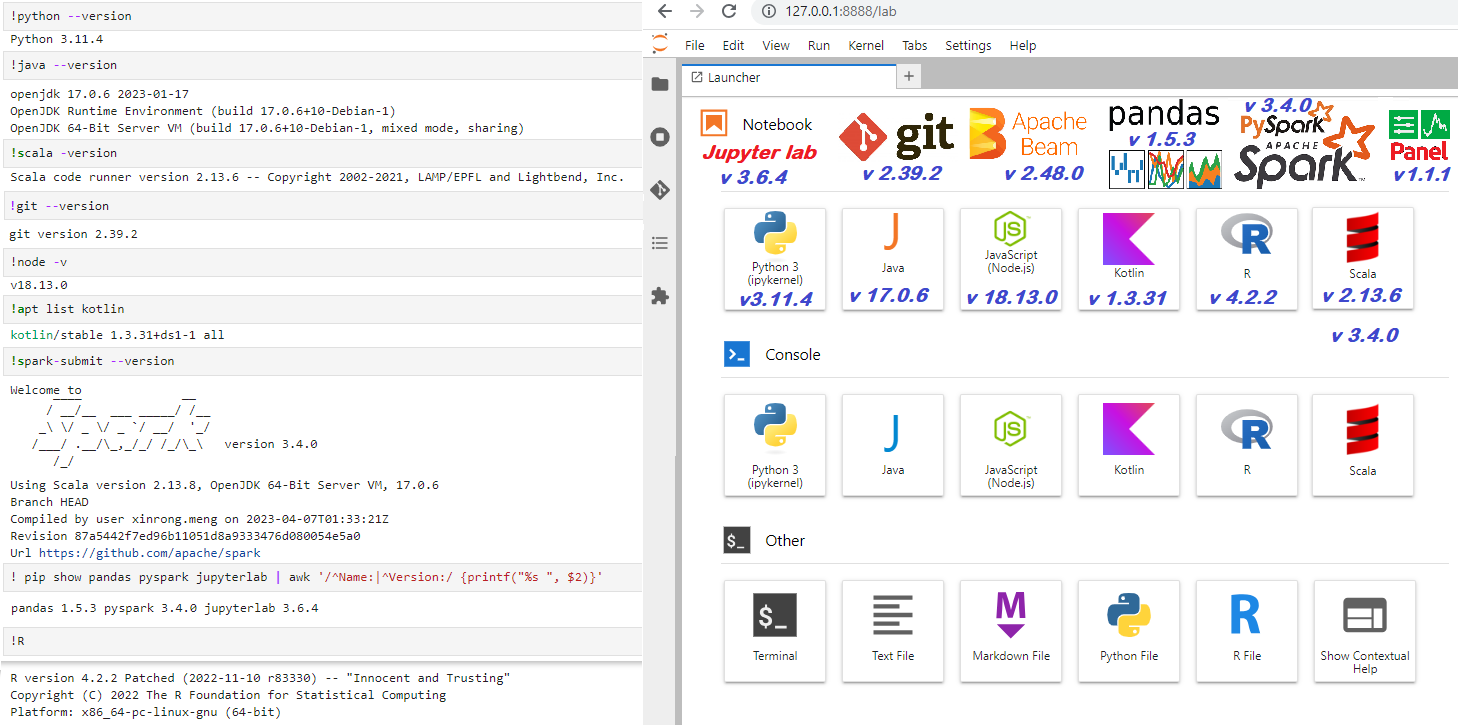 !python --version
Python 3.11.4
!java --version
openjdk 17.0.6 2023-01-17
OpenJDK Runtime Environment (build 17.0.6+10-Debian-1)
OpenJDK 64-Bit Server VM (build 17.0.6+10-Debian-1, mixed mode, sharing)
!scala -version
Scala code runner version 2.13.6 -- Copyright 2002-2021, LAMP/EPFL and Lightbend, Inc.
!git --version
git version 2.39.2
!node -v
v18.13.0
!apt list kotlin
kotlin/stable 1.3.31+ds1-1 all
!spark-submit --version
Welcome to
      ____              __
     / __/__  ___ _____/ /__
    _\ \/ _ \/ _ `/ __/  '_/
   /___/ .__/\_,_/_/ /_/\_\   version 3.4.0
      /_/
Using Scala version 2.13.8, OpenJDK 64-Bit Server VM, 17.0.6
Branch HEAD
Compiled by user xinrong.meng on 2023-04-07T01:33:21Z
Revision 87a5442f7ed96b11051d8a9333476d080054e5a0
Url https://github.com/apache/spark
! pip show pandas pyspark jupyterlab | awk '/^Name:|^Version:/ {printf("%s ", $2)}'
pandas 1.5.3 pyspark 3.4.0 jupyterlab 3.6.4
!R
R version 4.2.2 Patched (2022-11-10 r83330) -- "Innocent and Trusting"
Copyright (C) 2022 The R Foundation for Statistical Computing
Platform: x86_64-pc-linux-gnu (64-bit)
127.0.0.1:8888/lab
File Edit View Run Kernel Tabs Settings Help
Launcher
Notebook
Jupyter lab
v 3.6.4
git
v 2.39.2
Apache
Beam
v 2.48.0
pandas
v 1.5.3
v 3.4.0
PySpark
APACHE
Spark
Panel
v1.1.1
Python 3
(ipykernel)
v3.11.4
J
Java
v 17.0.6
JS
JavaScript
(Node.js)
v 18.13.0
Kotlin
v 1.3.31
R
R
v 4.2.2
Scala
v 2.13.6
v 3.4.0
Console
Python 3
(ipykernel)
J
Java
JS
JavaScript
(Node.js)
Kotlin
R
R
Scala
$_
Other
$_
Terminal
Text File
M
Markdown File
Python File
R
R File
Show Contextual
Help